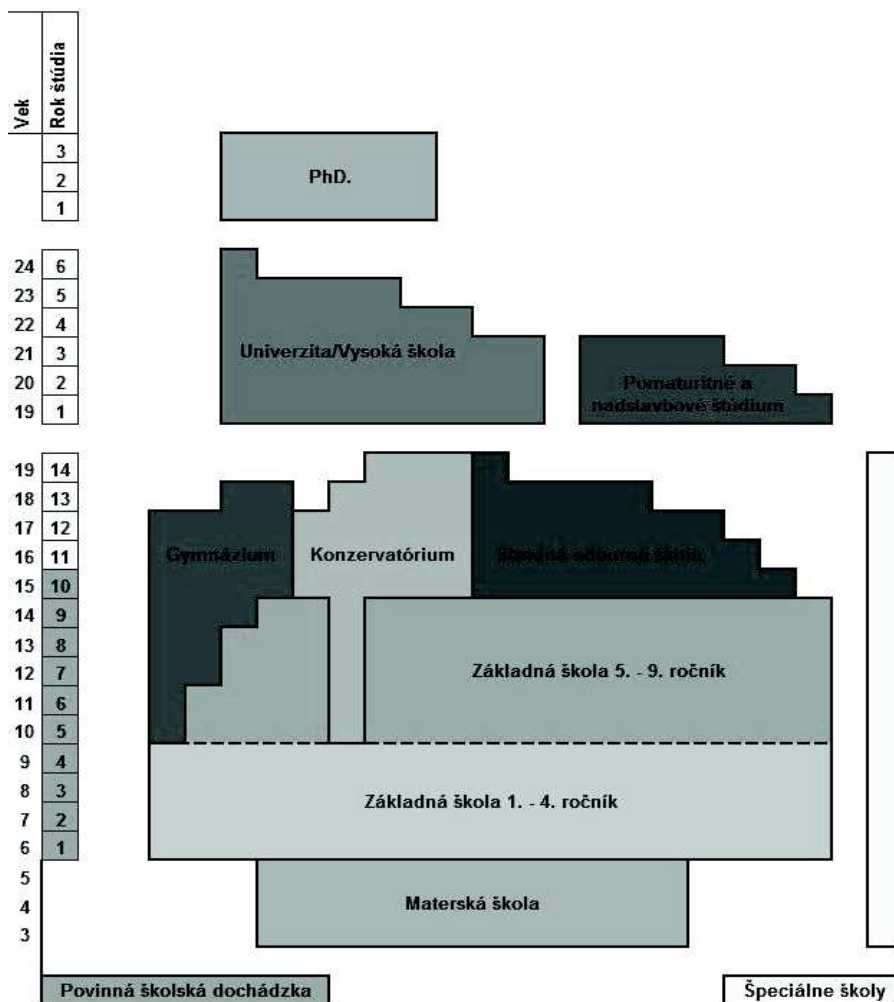 Vek
Rok štúdia
3
2
1
PhD.
24 6
23 5
22 4
21 3
20 2
19 1
Univerzita/Vysoká škola
Pomaturitné a
nadstavbové štúdium
19 14
18 13
17 12
16 11
15 10
14 9
13 8
12 7
11 6
10 5
9 4
8 3
7 2
6 1
5
4
3
Gymnázium
Konzervatórium
Stredná odborná škola
Základná škola 5. - 9. ročník
Základná škola 1. - 4. ročník
Materská škola
Povinná školská dochádzka
Špeciálne školy